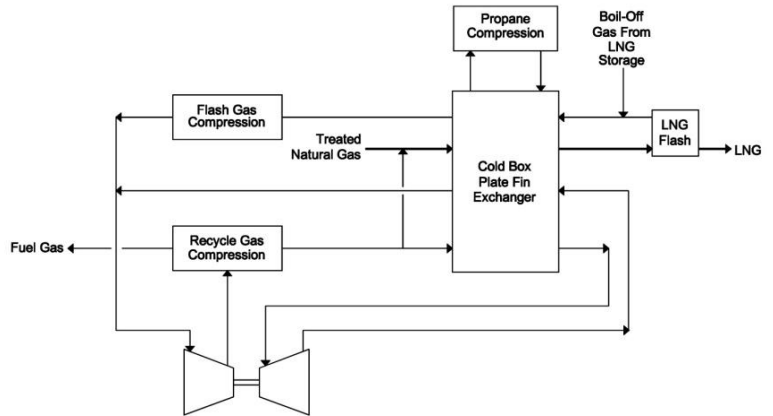 Propane
Compression
Boil-Off
Gas From
LNG
Storage
Flash Gas
Compression
Treated
Natural Gas
LNG
Flash
LNG
Cold Box
Plate Fin
Exchanger
Fuel Gas
Recycle Gas
Compression